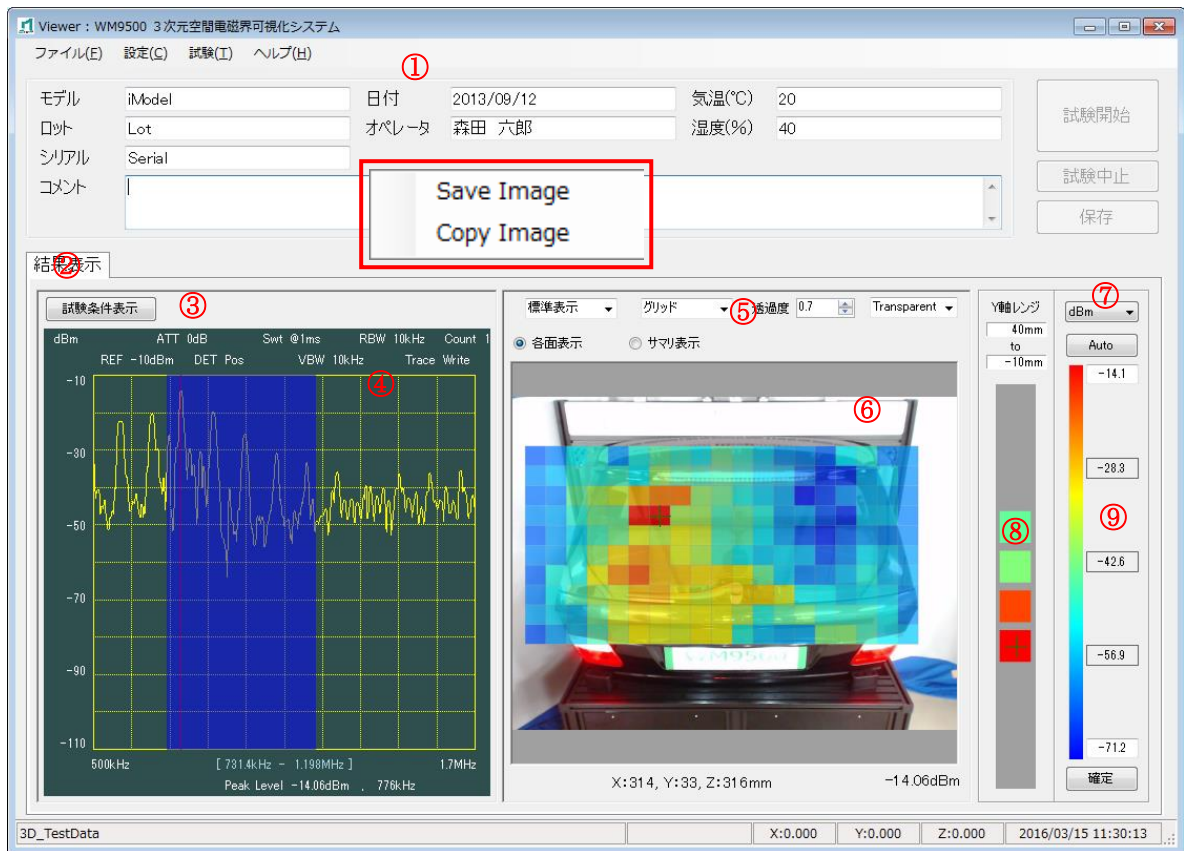 Viewer : WM9500 ３次元空間電磁界可視化システム
ファイル(F) 設定(C) 試験(T) ヘルプ(H)
①
モデル iModel 日付 2013/09/12 気温(℃) 20
試験開始
ロット Lot オペレータ 森田 六郎 湿度(%) 40
シリアル Serial
コメント
試験中止
保存
Save Image
Copy Image
結果表示
②
試験条件表示 ③
dBm ATT 0dB Swt @1ms RBW 10kHz Count 1
REF -10dBm DET Pos VBW 10kHz Trace Write
④
-10
-30
-50
-70
-90
-110
500kHz [ 731.4kHz - 1.198MHz ] 1.7MHz
Peak Level -14.06dBm , 776kHz
標準表示 グリッド ⑤ 透過度 0.7 Transparent
各面表示 サマリ表示
⑥
WM9500
X:314, Y:33, Z:316mm -14.06dBm
Y軸レンジ
40mm
to
-10mm
⑧
⑦
dBm
Auto
-14.1
-28.3
⑨
-42.6
-56.9
-71.2
確定
3D_TestData X:0.000 Y:0.000 Z:0.000 2016/03/15 11:30:13